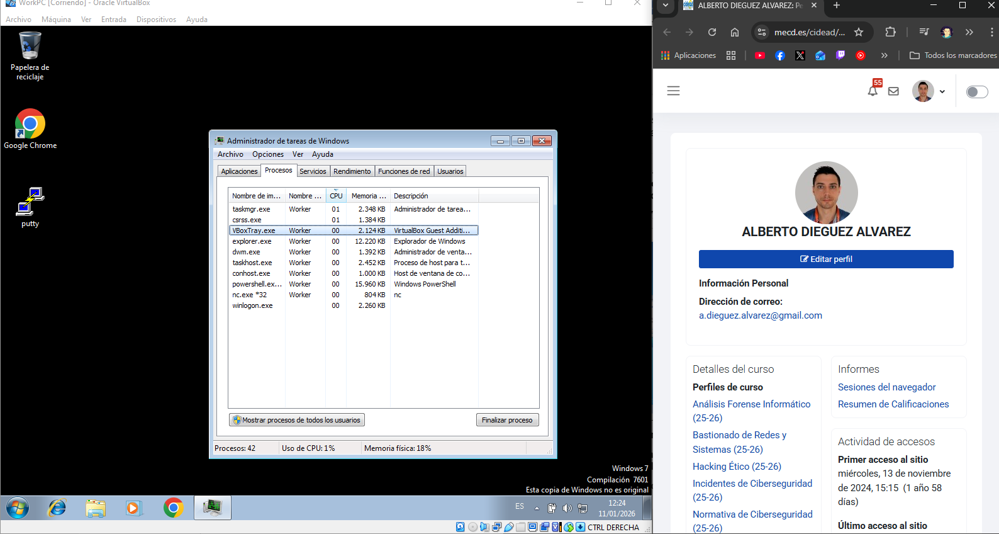 WorkPC [Corriendo] - Oracle VirtualBox
Archivo Máquina Ver Entrada Dispositivos Ayuda
Papelera de
reciclaje
Google Chrome
putty
Administrador de tareas de Windows
Archivo Opciones Ver Ayuda
Aplicaciones Procesos Servicios Rendimiento Funciones de red Usuarios
Nombre de im... Nombre ... CPU Memoria ... Descripción
taskmgr.exe Worker 01 2.348 KB Administrador de tarea...
csrss.exe 01 1.384 KB
VBoxTray.exe Worker 00 2.124 KB VirtualBox Guest Additi...
explorer.exe Worker 00 12.220 KB Explorador de Windows
dwm.exe Worker 00 1.392 KB Administrador de venta...
taskhost.exe Worker 00 2.452 KB Proceso de host para t...
conhost.exe Worker 00 1.000 KB Host de ventana de co...
powershell.ex... Worker 00 15.960 KB Windows PowerShell
nc.exe *32 Worker 00 804 KB nc
winlogon.exe 00 2.260 KB
Mostrar procesos de todos los usuarios Finalizar proceso
Procesos: 42 Uso de CPU: 1% Memoria física: 18%
Windows 7
Compilación 7601
Esta copia de Windows no es original
ES
12:24
11/01/2026
CTRL DERECHA
ALBERTO DIEGUEZ ALVAREZ: Pe
mecd.es/cidead/...
Aplicaciones Todos los marcadores
55
ALBERTO DIEGUEZ ALVAREZ
Editar perfil
Información Personal
Dirección de correo:
a.dieguez.alvarez@gmail.com
Detalles del curso
Perfiles de curso
Análisis Forense Informático
(25-26)
Bastionado de Redes y
Sistemas (25-26)
Hacking Ético (25-26)
Incidentes de Ciberseguridad
(25-26)
Normativa de Ciberseguridad
(25-26)
Informes
Sesiones del navegador
Resumen de Calificaciones
Actividad de accesos
Primer acceso al sitio
miércoles, 13 de noviembre
de 2024, 15:15 (1 año 58
días)
Último acceso al sitio